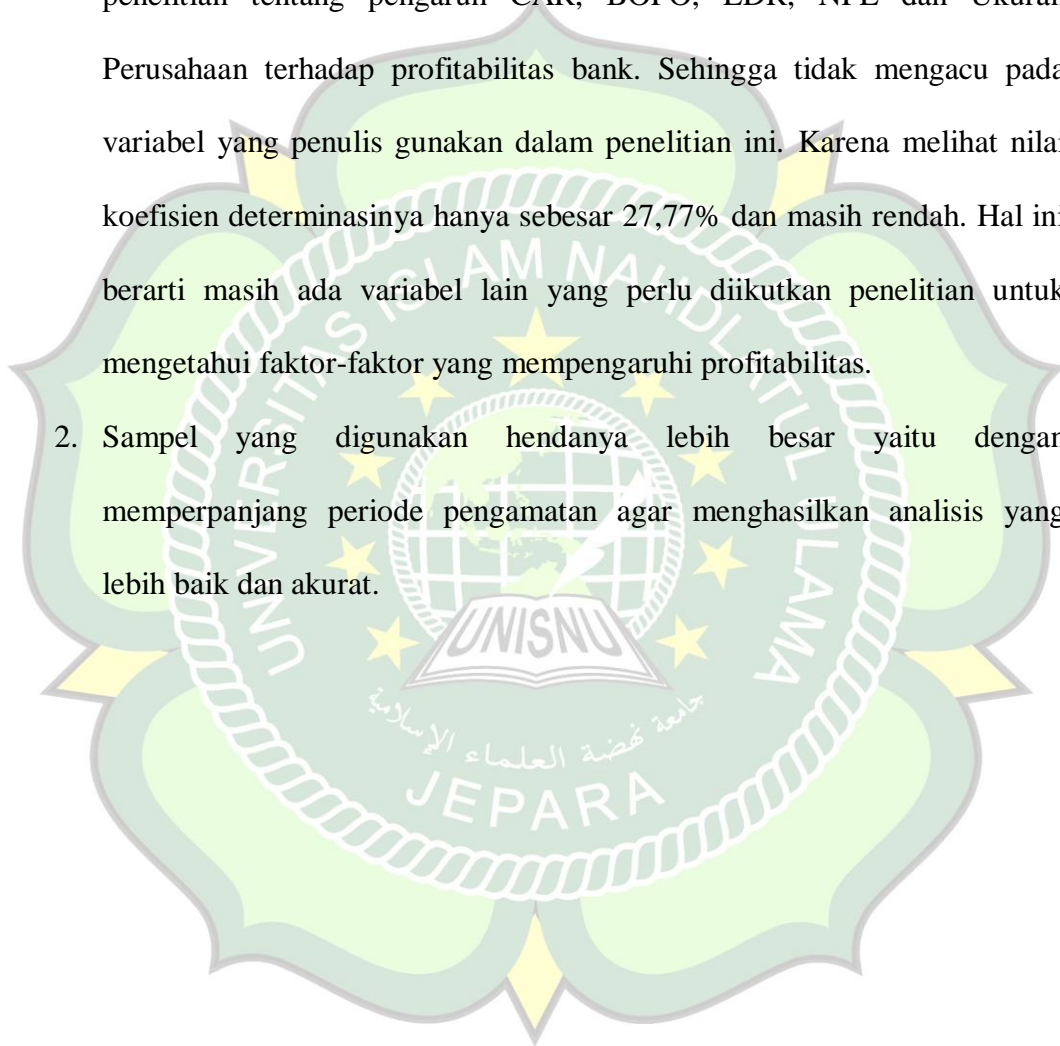 penelitian tentang pengaruh CAR, BOPO, LDR, NPL dan Ukuran
Perusahaan terhadap profitabilitas bank. Sehingga tidak mengacu pada
variabel yang penulis gunakan dalam penelitian ini. Karena melihat nilai
koefisien determinasinya hanya sebesar 27,77% dan masih rendah. Hal ini
berarti masih ada variabel lain yang perlu diikutkan penelitian untuk
mengetahui faktor-faktor yang mempengaruhi profitabilitas.
2. Sampel yang digunakan hendanya lebih besar yaitu dengan
memperpanjang periode pengamatan agar menghasilkan analisis yang
lebih baik dan akurat.
UNIVERSITAS ISLAM NAHDLATUL ULAMA
UNISNU
جامعة نهضة العلماء الإسلامية
JEPARA